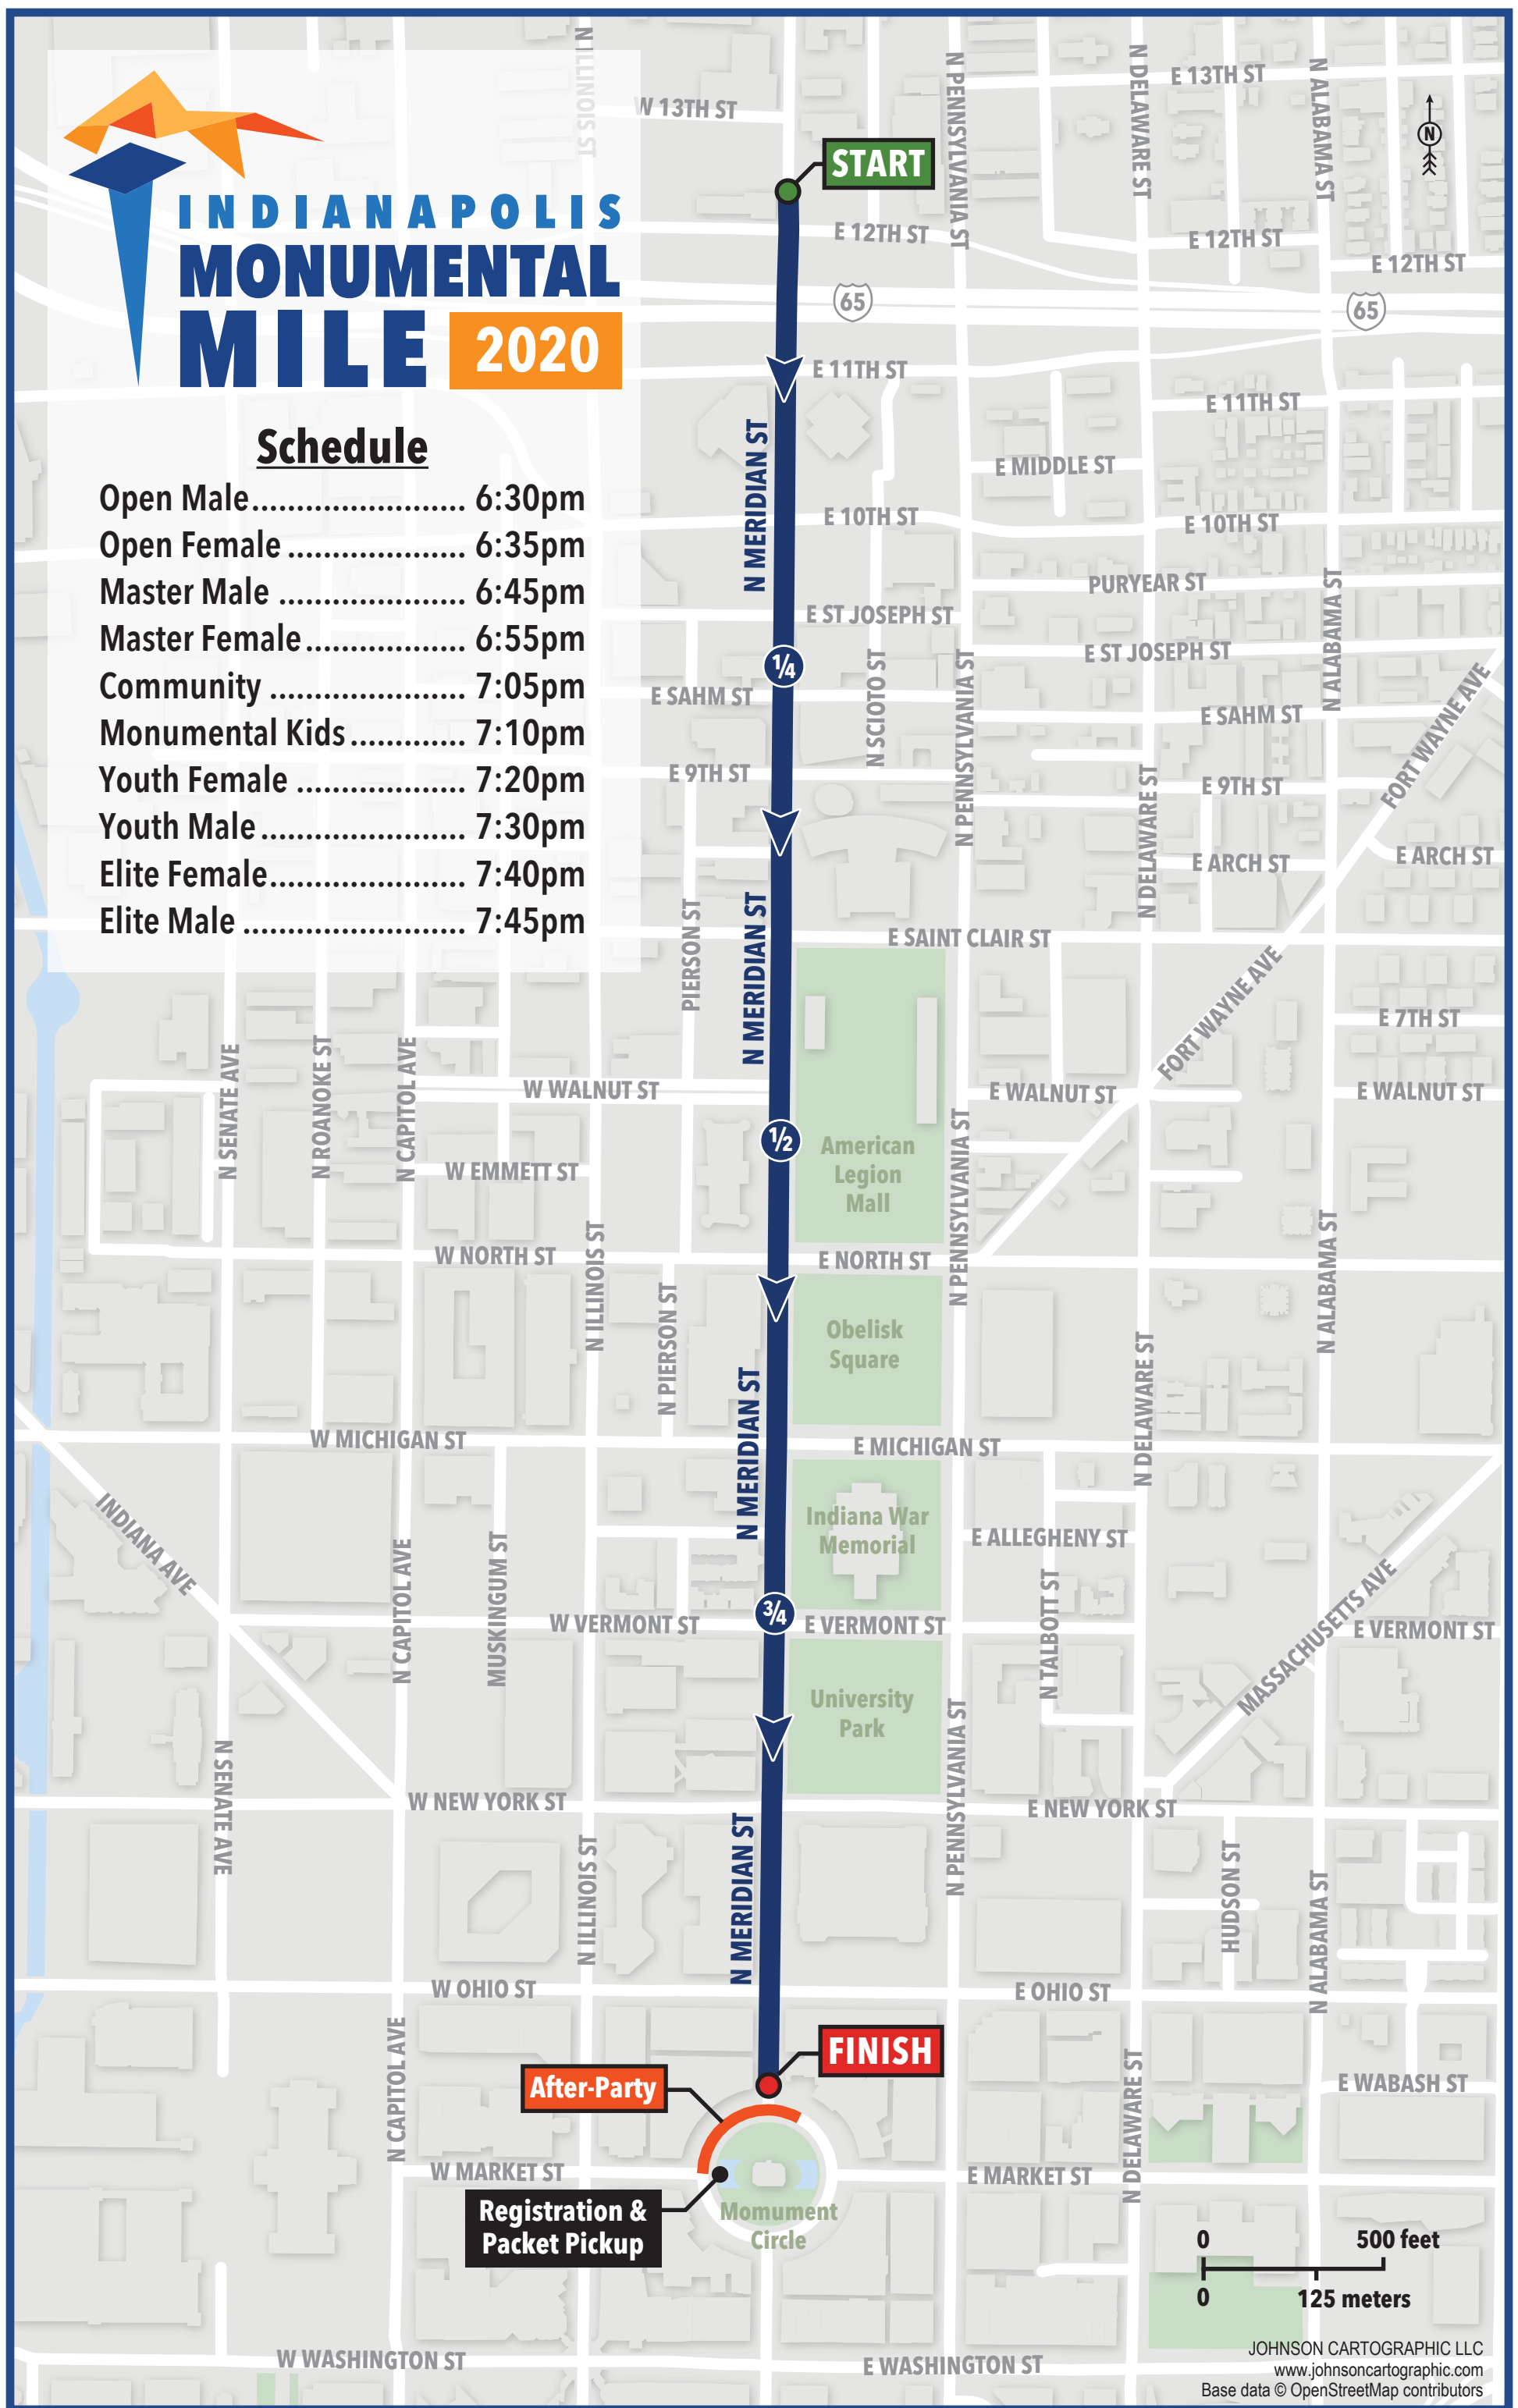 INDIANAPOLIS
MONUMENTAL
MILE 2020
Schedule
Open Male........................ 6:30pm
Open Female.................... 6:35pm
Master Male ..................... 6:45pm
Master Female.................. 6:55pm
Community ...................... 7:05pm
Monumental Kids............. 7:10pm
Youth Female ................... 7:20pm
Youth Male....................... 7:30pm
Elite Female...................... 7:40pm
Elite Male ......................... 7:45pm
N ILLINOIS ST
W 13TH ST
START
N PENNSYLVANIA ST
N DELAWARE ST
E 13TH ST
N ALABAMA ST
N
E 12TH ST
E 12TH ST
E 12TH ST
65
65
E 11TH ST
E 11TH ST
N MERIDIAN ST
E MIDDLE ST
E 10TH ST
E 10TH ST
PURYEAR ST
E ST JOSEPH ST
E ST JOSEPH ST
N ALABAMA ST
1/4
E SAHM ST
N SCIOTO ST
N PENNSYLVANIA ST
E SAHM ST
FORT WAYNE AVE
E 9TH ST
E 9TH ST
N DELAWARE ST
E ARCH ST
E ARCH ST
PIERSON ST
N MERIDIAN ST
E SAINT CLAIR ST
FORT WAYNE AVE
E 7TH ST
N SENATE AVE
N ROANOKE ST
N CAPITOL AVE
W WALNUT ST
E WALNUT ST
E WALNUT ST
1/2
American
Legion
Mall
N PENNSYLVANIA ST
W EMMETT ST
W NORTH ST
N ILLINOIS ST
E NORTH ST
N ALABAMA ST
N PIERSON ST
Obelisk
Square
N DELAWARE ST
N MERIDIAN ST
W MICHIGAN ST
E MICHIGAN ST
INDIANA AVE
N CAPITOL AVE
MUSKINGUM ST
Indiana War
Memorial
E ALLEGHENY ST
N TALBOTT ST
MASSACHUSETTS AVE
3/4
W VERMONT ST
E VERMONT ST
E VERMONT ST
University
Park
N PENNSYLVANIA ST
N SENATE AVE
W NEW YORK ST
E NEW YORK ST
N ILLINOIS ST
N MERIDIAN ST
HUDSON ST
N ALABAMA ST
W OHIO ST
E OHIO ST
FINISH
After-Party
N CAPITOL AVE
N DELAWARE ST
E WABASH ST
W MARKET ST
E MARKET ST
Registration &
Packet Pickup
Momument
Circle
0 500 feet
0 125 meters
W WASHINGTON ST
E WASHINGTON ST
JOHNSON CARTOGRAPHIC LLC
www.johnsoncartographic.com
Base data © OpenStreetMap contributors